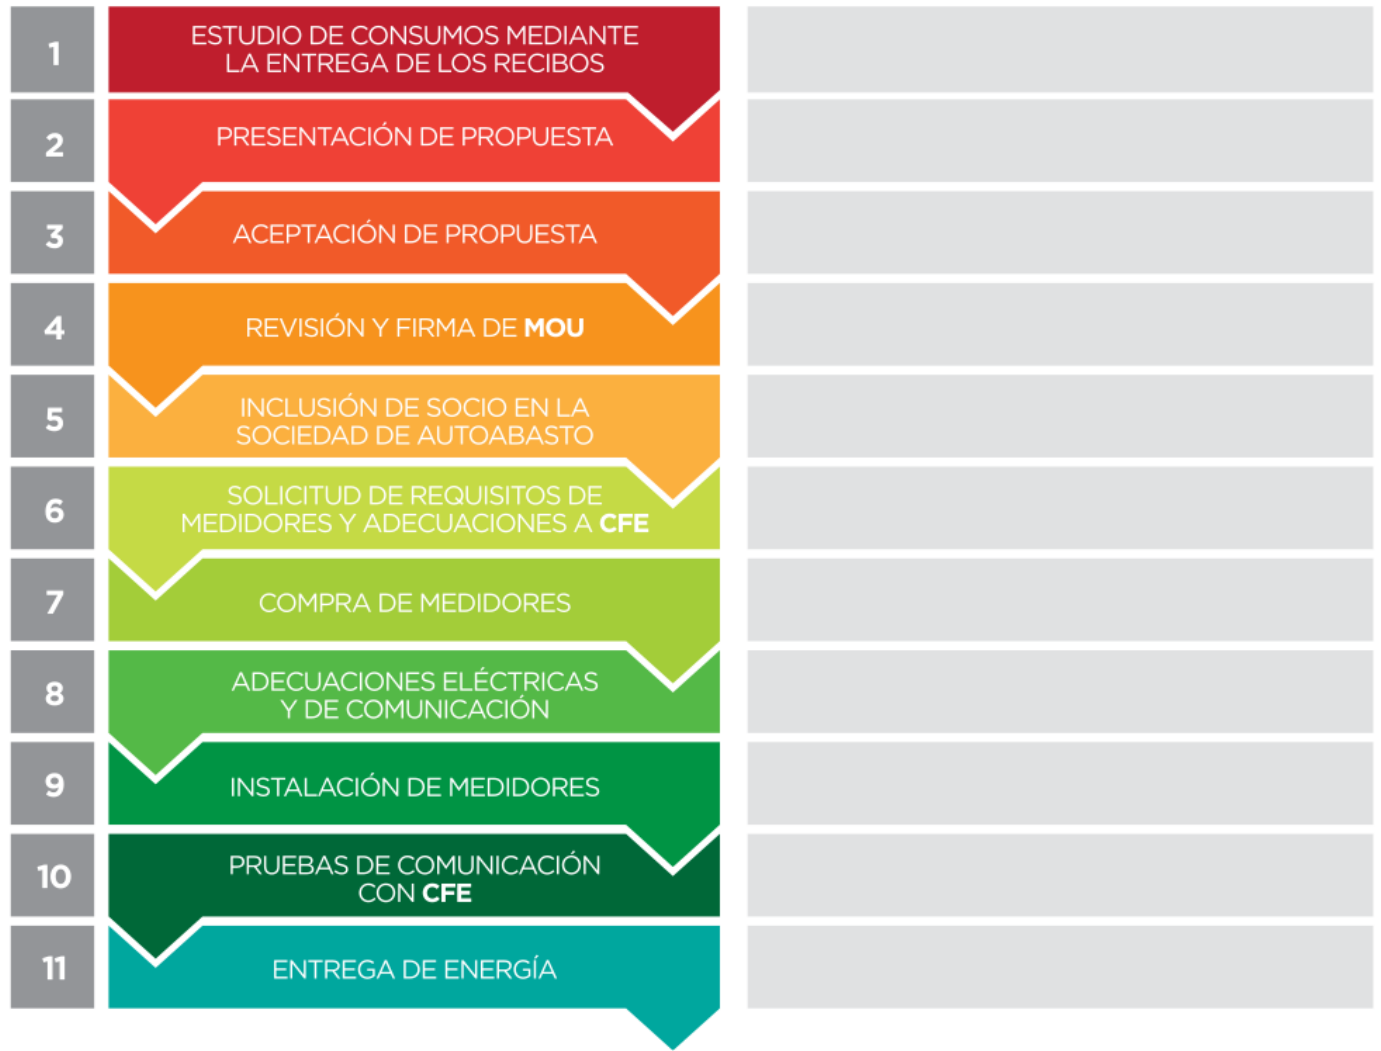 1
ESTUDIO DE CONSUMOS MEDIANTE
LA ENTREGA DE LOS RECIBOS
2
PRESENTACIÓN DE PROPUESTA
3
ACEPTACIÓN DE PROPUESTA
4
REVISIÓN Y FIRMA DE MOU
5
INCLUSIÓN DE SOCIO EN LA
SOCIEDAD DE AUTOABASTO
6
SOLICITUD DE REQUISITOS DE
MEDIDORES Y ADECUACIONES A CFE
7
COMPRA DE MEDIDORES
8
ADECUACIONES ELÉCTRICAS
Y DE COMUNICACIÓN
9
INSTALACIÓN DE MEDIDORES
10
PRUEBAS DE COMUNICACIÓN
CON CFE
11
ENTREGA DE ENERGÍA